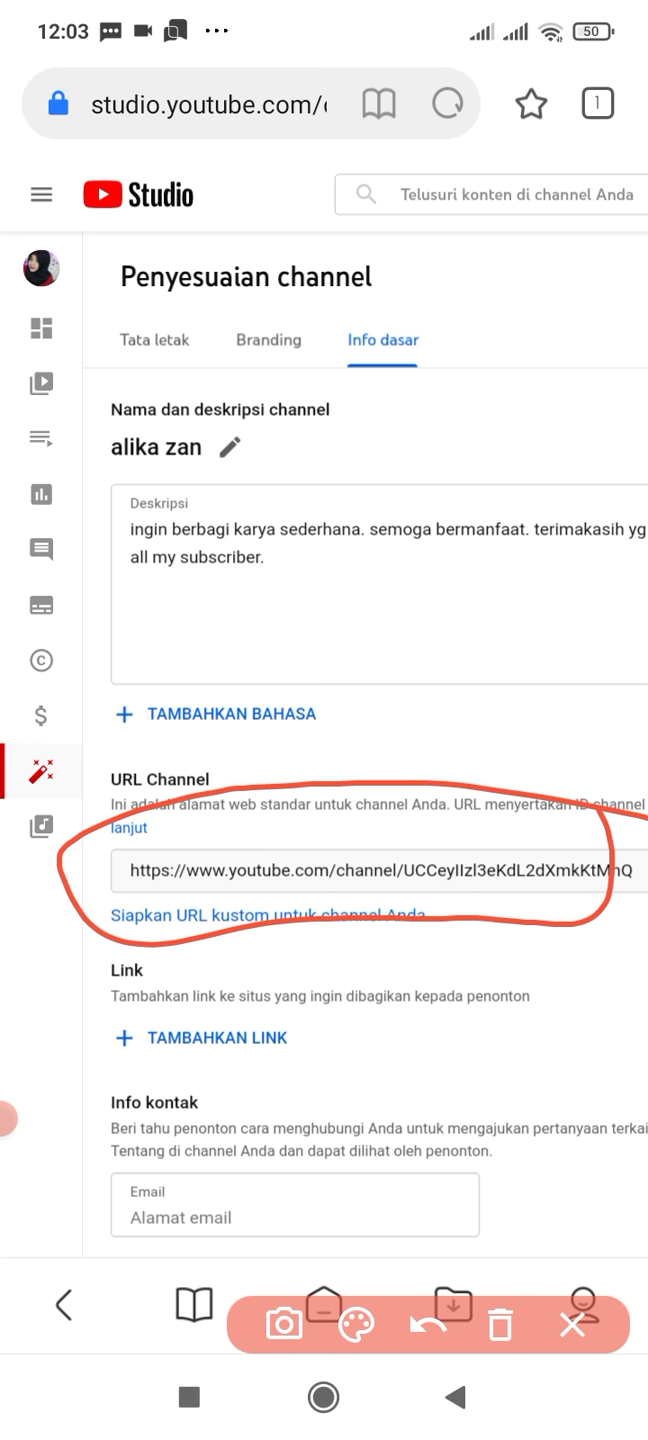 12:03
50
studio.youtube.com/
1
Studio
Telusuri konten di channel Anda
Penyesuaian channel
Tata letak
Branding
Info dasar
Nama dan deskripsi channel
alika zan
Deskripsi
ingin berbagi karya sederhana. semoga bermanfaat. terimakasih yg
all my subscriber.
+ TAMBAHKAN BAHASA
URL Channel
Ini adalah alamat web standar untuk channel Anda. URL menyertakan ID channel
lanjut
https://www.youtube.com/channel/UCCeyIIzl3eKdL2dXmkKtMnQ
Siapkan URL kustom untuk channel Anda
Link
Tambahkan link ke situs yang ingin dibagikan kepada penonton
+ TAMBAHKAN LINK
Info kontak
Beri tahu penonton cara menghubungi Anda untuk mengajukan pertanyaan terkai
Tentang di channel Anda dan dapat dilihat oleh penonton.
Email
Alamat email